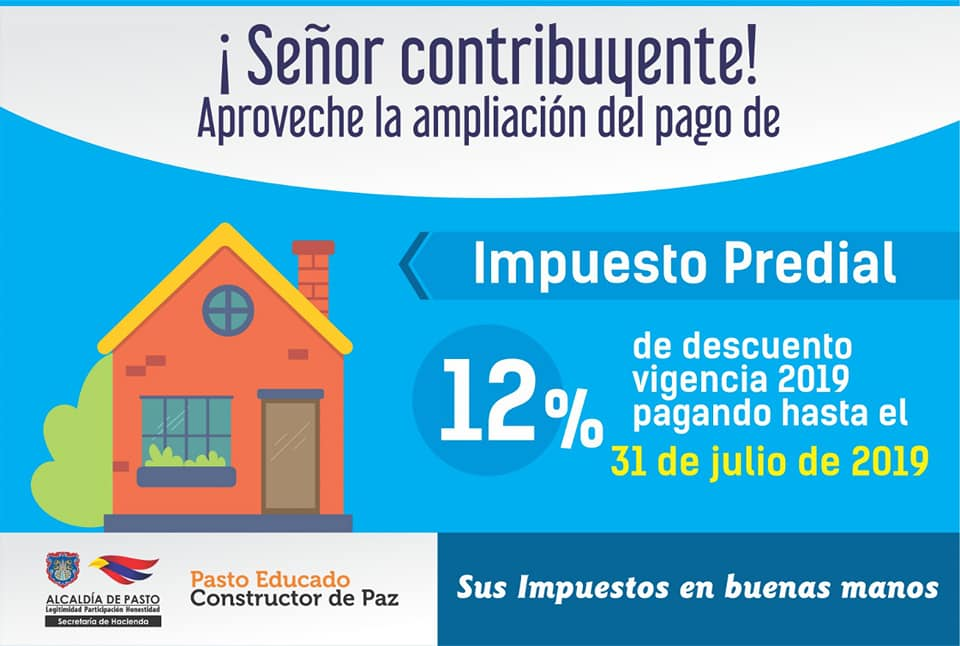 ¡Señor contribuyente!
Aproveche la ampliación del pago de
Impuesto Predial
12%
de descuento
vigencia 2019
pagando hasta el
31 de julio de 2019
ALCALDÍA DE PASTO
Legitimidad Participación Honestidad
Secretaría de Hacienda
Pasto Educado
Constructor de Paz
Sus Impuestos en buenas manos